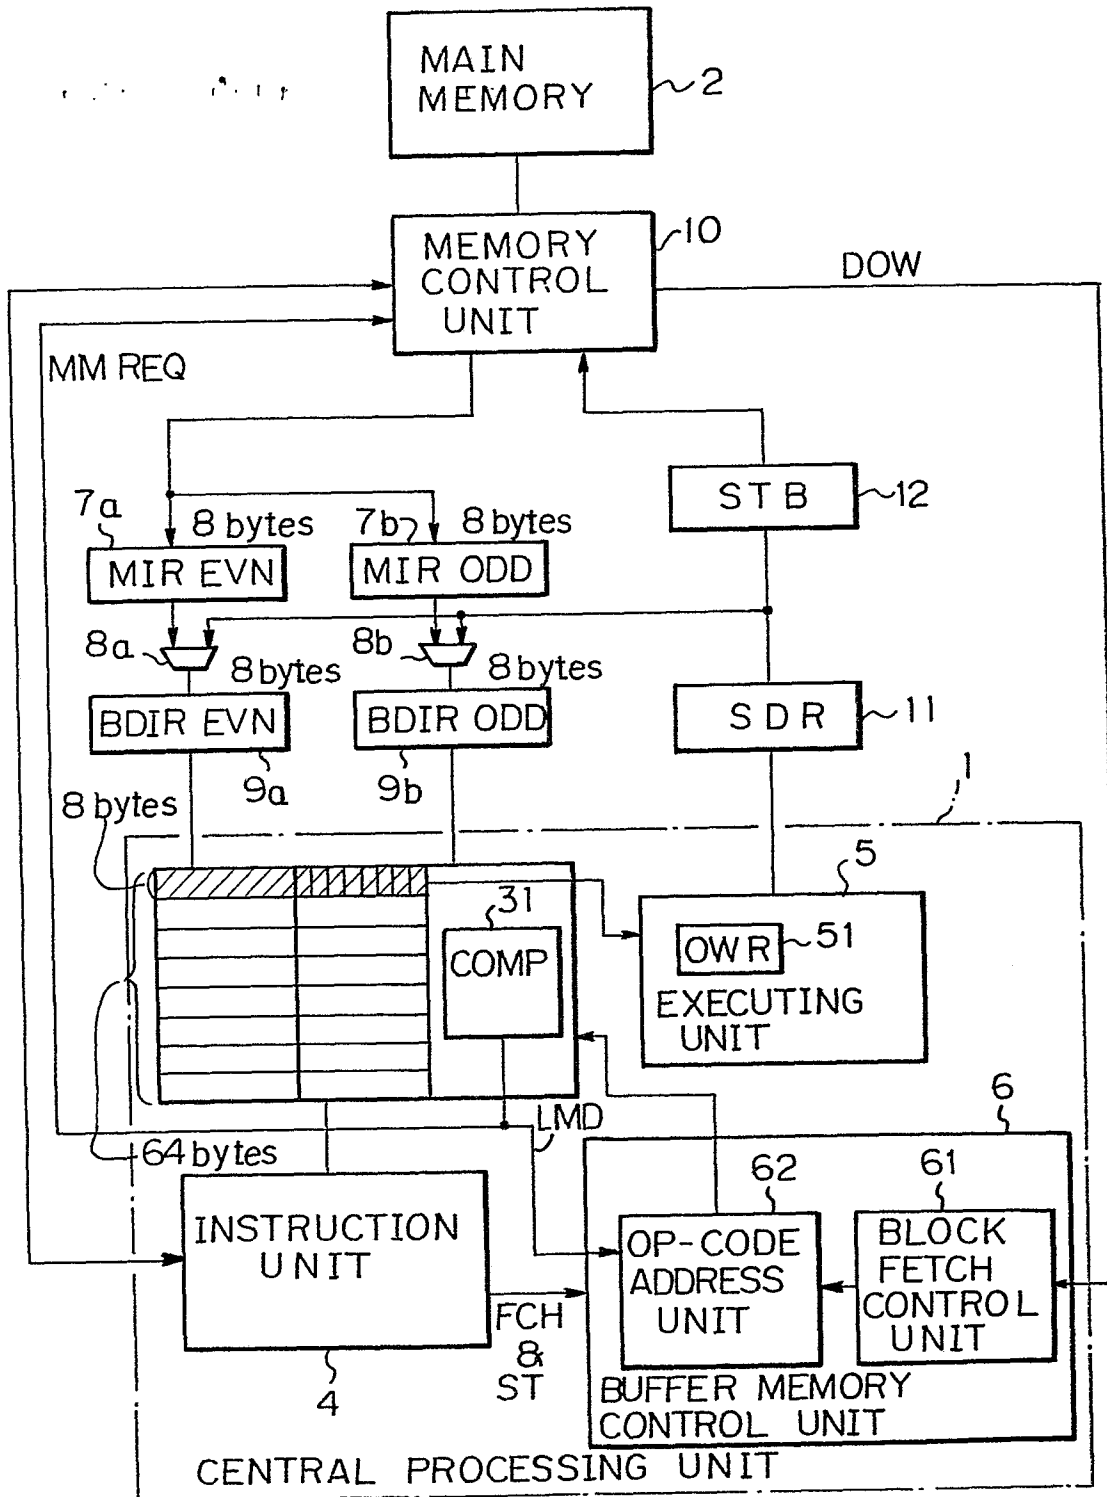 MAIN
MEMORY
2
MEMORY
CONTROL
UNIT
10
DOW
MM REQ
STB
12
7a
8 bytes
7b
8 bytes
MIR EVN
MIR ODD
8a
8b
8 bytes
8 bytes
BDIR EVN
BDIR ODD
SDR
11
9a
9b
8 bytes
1
5
31
COMP
OWR
51
EXECUTING
UNIT
LMD
6
64 bytes
62
61
INSTRUCTION
UNIT
OP-CODE
ADDRESS
UNIT
BLOCK
FETCH
CONTROL
UNIT
FCH
&
ST
4
BUFFER MEMORY
CONTROL UNIT
CENTRAL PROCESSING UNIT